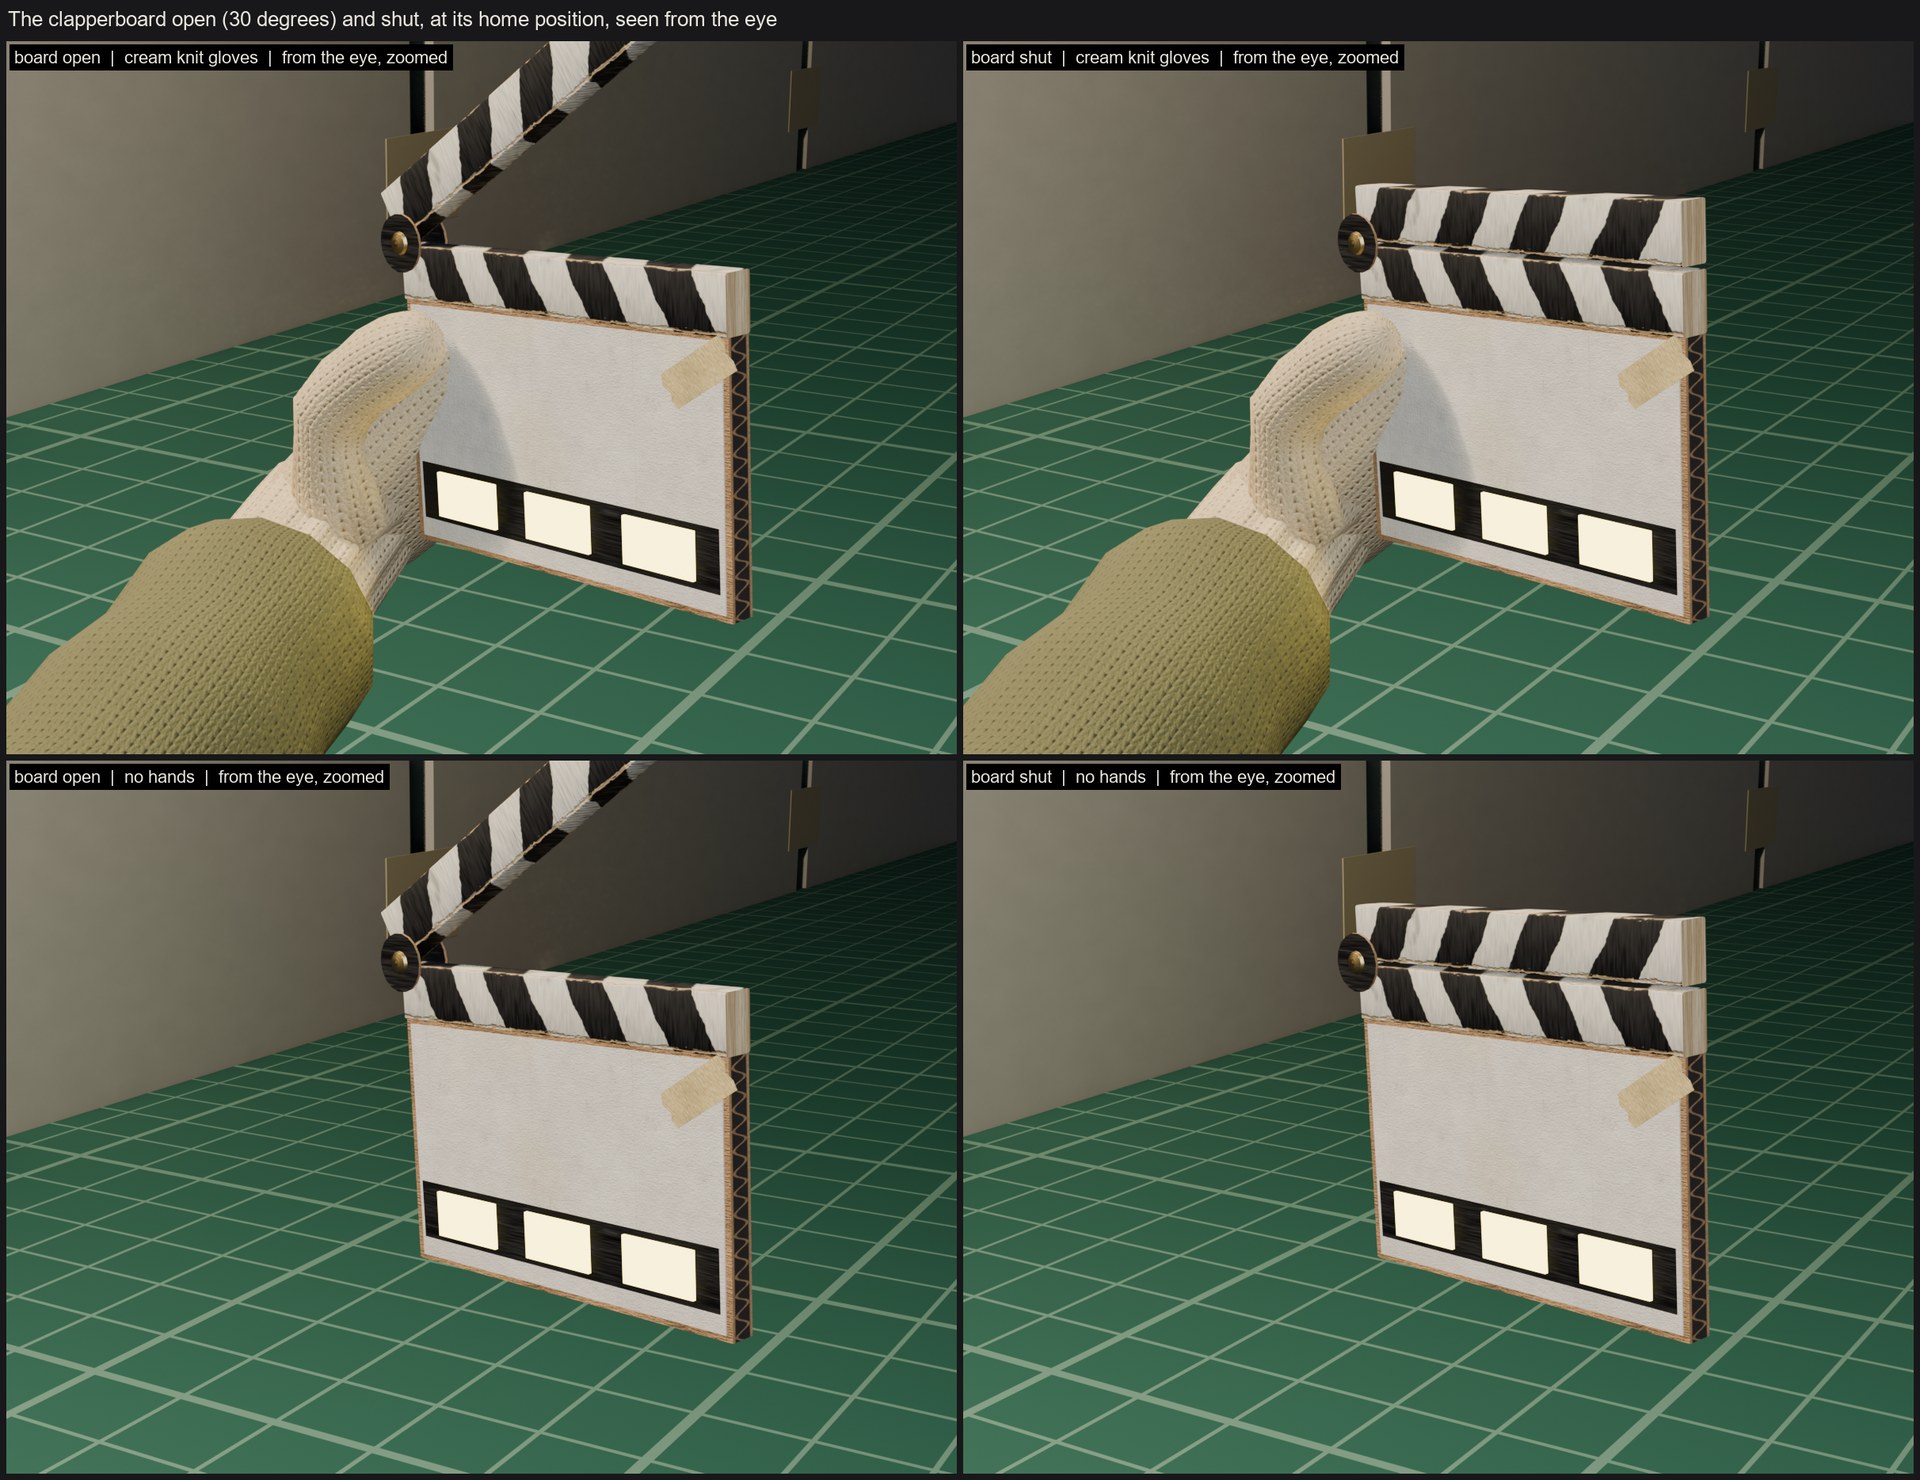 The clapperboard open (30 degrees) and shut, at its home position, seen from the eye
board open | cream knit gloves | from the eye, zoomed
board shut | cream knit gloves | from the eye, zoomed
board open | no hands | from the eye, zoomed
board shut | no hands | from the eye, zoomed